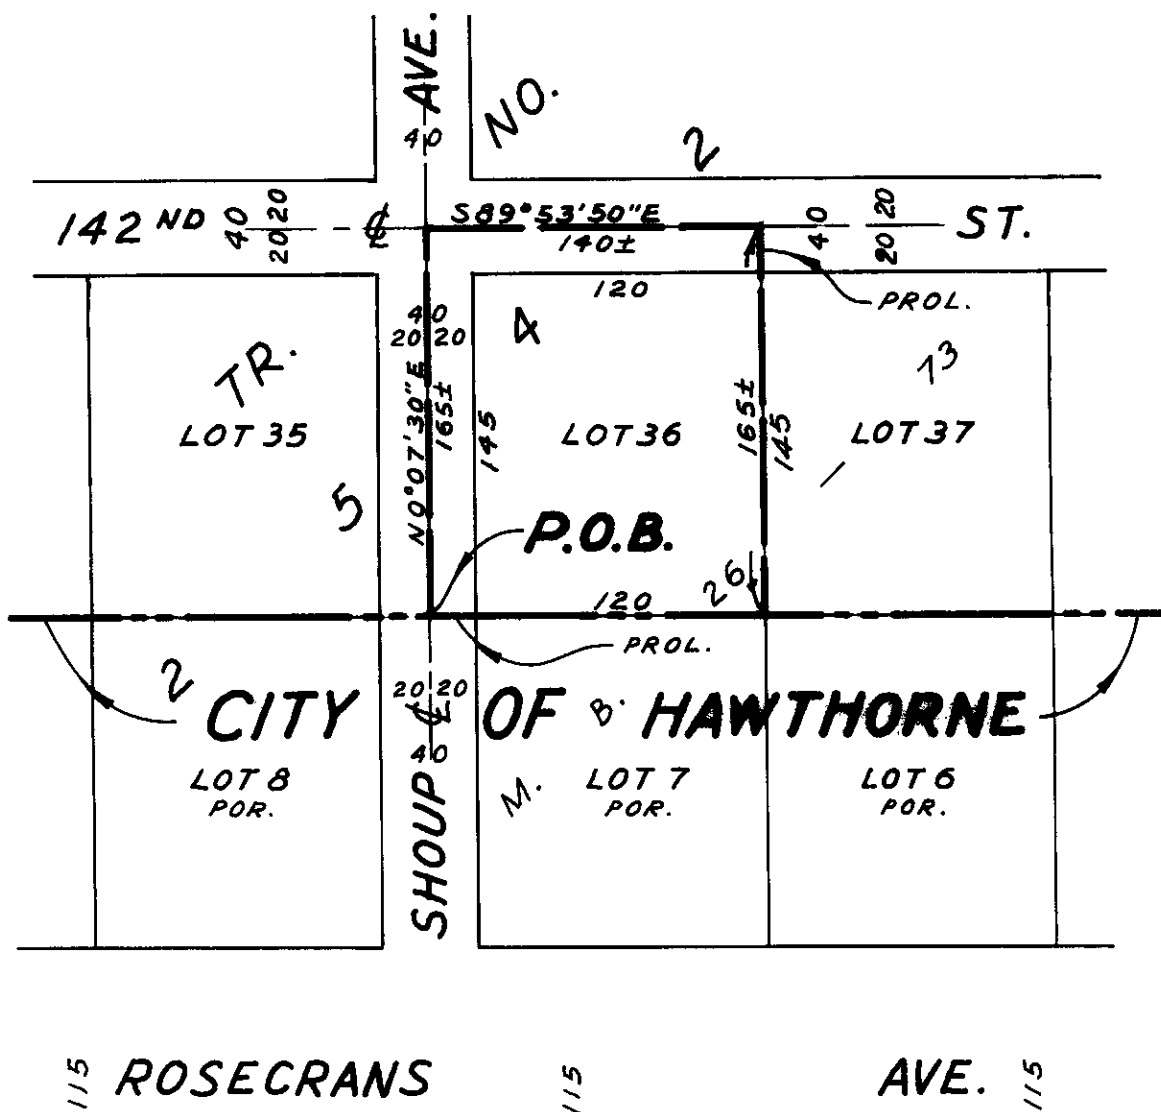 AVE.
NO.
40
2
142 ND
40
20 20
℄
S89°53'50"E
140±
40
20 20
ST.
120
PROL.
40
20 20
4
TR.
73
LOT 35
N0°07'30"E
165±
145
LOT 36
165±
145
LOT 37
5
P.O.B.
120
26
PROL.
2
20 20
CITY
℄
OF
B.
HAWTHORNE
40
LOT 8
POR.
LOT 7
POR.
LOT 6
POR.
M.
SHOUP
115
ROSECRANS
115
AVE.
115